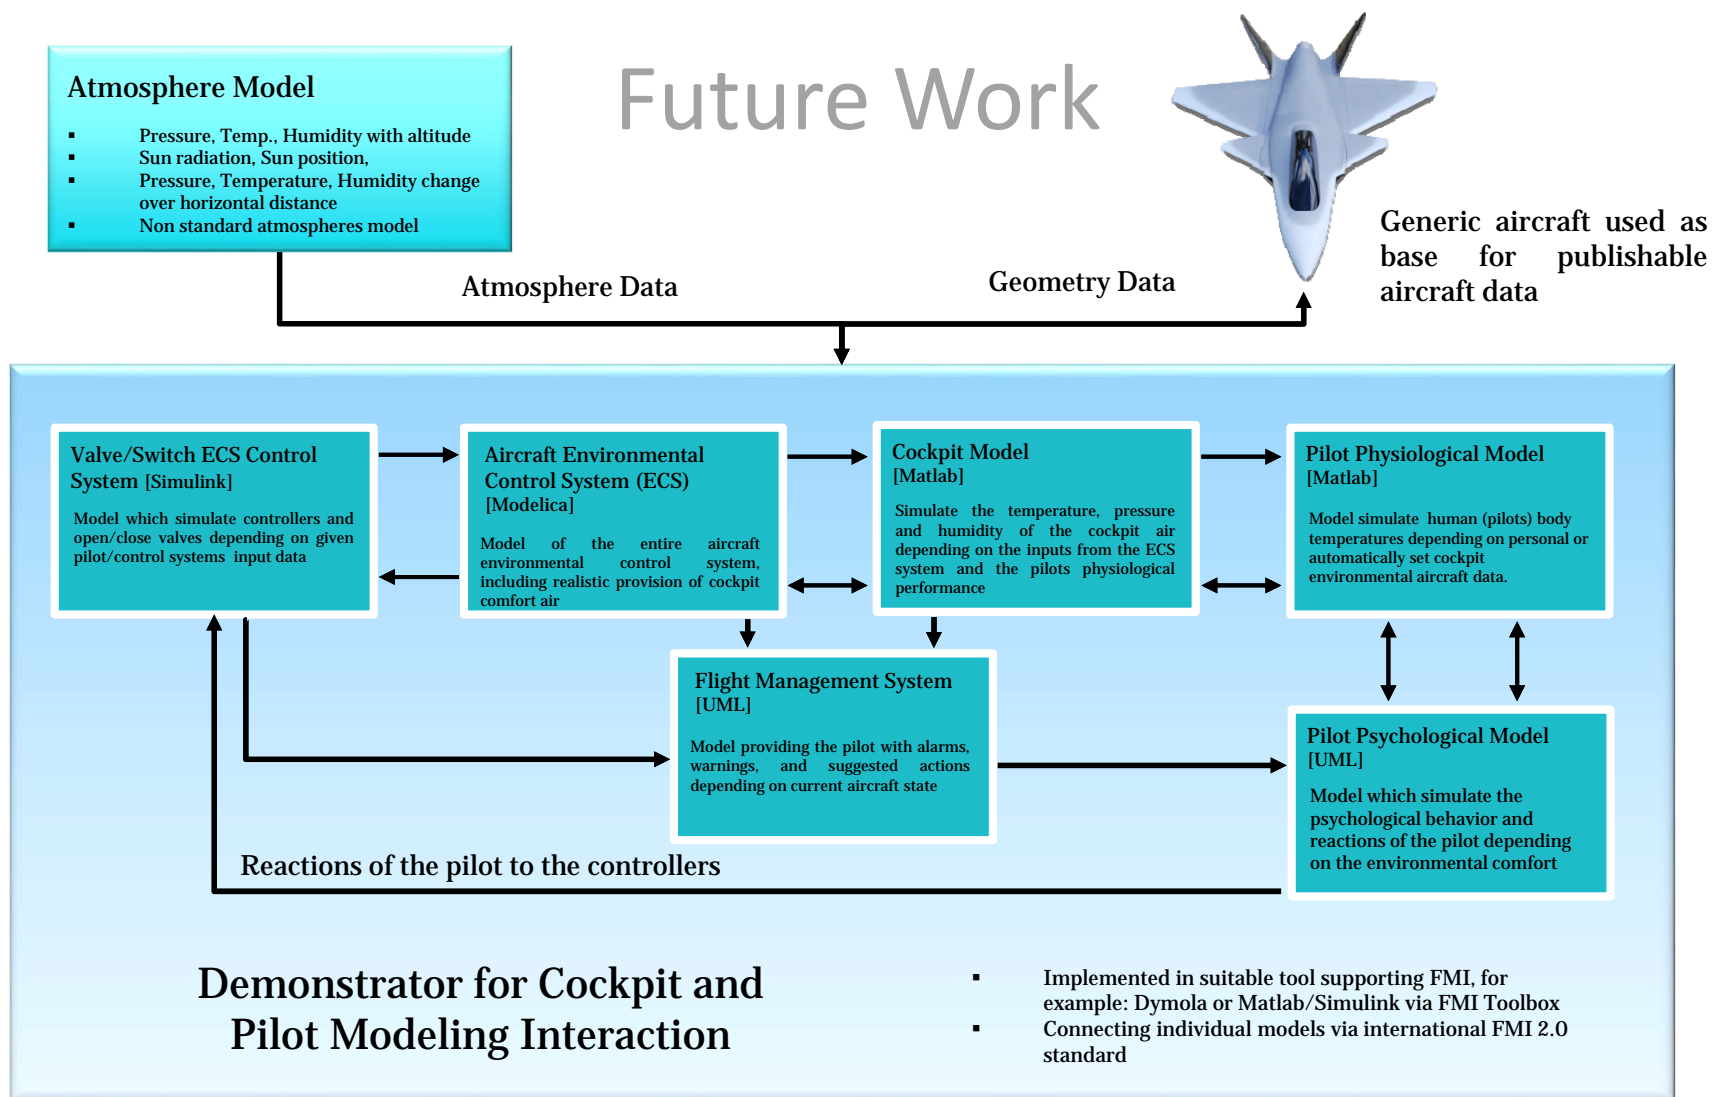 Future Work
Atmosphere Model
▪ Pressure, Temp., Humidity with altitude
▪ Sun radiation, Sun position,
▪ Pressure, Temperature, Humidity change
over horizontal distance
▪ Non standard atmospheres model
Generic aircraft used as
base for publishable
aircraft data
Atmosphere Data
Geometry Data
Valve/Switch ECS Control
System [Simulink]
Model which simulate controllers and
open/close valves depending on given
pilot/control systems input data
Aircraft Environmental
Control System (ECS)
[Modelica]
Model of the entire aircraft
environmental control system,
including realistic provision of cockpit
comfort air
Cockpit Model
[Matlab]
Simulate the temperature, pressure
and humidity of the cockpit air
depending on the inputs from the ECS
system and the pilots physiological
performance
Pilot Physiological Model
[Matlab]
Model simulate human (pilots) body
temperatures depending on personal or
automatically set cockpit
environmental aircraft data.
Flight Management System
[UML]
Model providing the pilot with alarms,
warnings, and suggested actions
depending on current aircraft state
Pilot Psychological Model
[UML]
Model which simulate the
psychological behavior and
reactions of the pilot depending
on the environmental comfort
Reactions of the pilot to the controllers
Demonstrator for Cockpit and
Pilot Modeling Interaction
▪ Implemented in suitable tool supporting FMI, for
example: Dymola or Matlab/Simulink via FMI Toolbox
▪ Connecting individual models via international FMI 2.0
standard